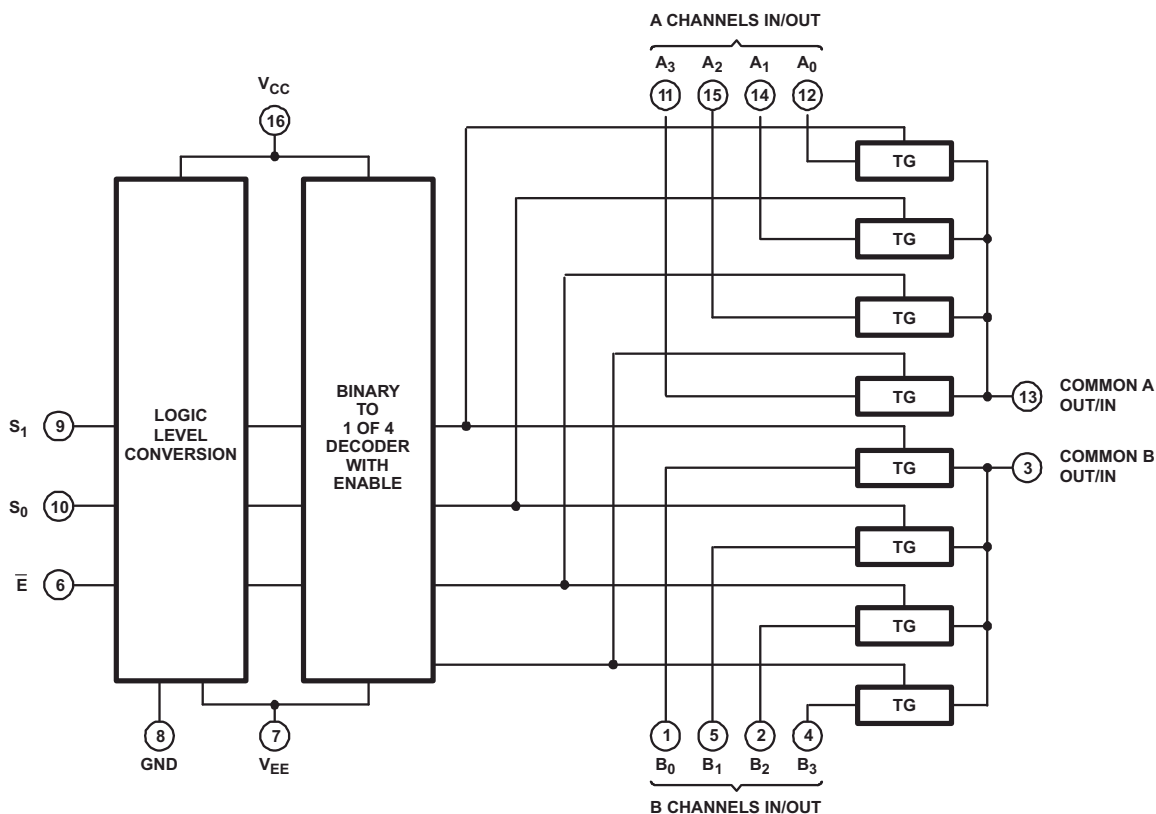 A CHANNELS IN/OUT
A3 A2 A1 A0
11 15 14 12
VCC
16
TG
TG
TG
TG
13 COMMON A
OUT/IN
S1 9
S0 10
E̅ 6
LOGIC
LEVEL
CONVERSION
BINARY
TO
1 OF 4
DECODER
WITH
ENABLE
TG
3 COMMON B
OUT/IN
TG
TG
TG
8
GND
7
VEE
1 5 2 4
B0 B1 B2 B3
B CHANNELS IN/OUT